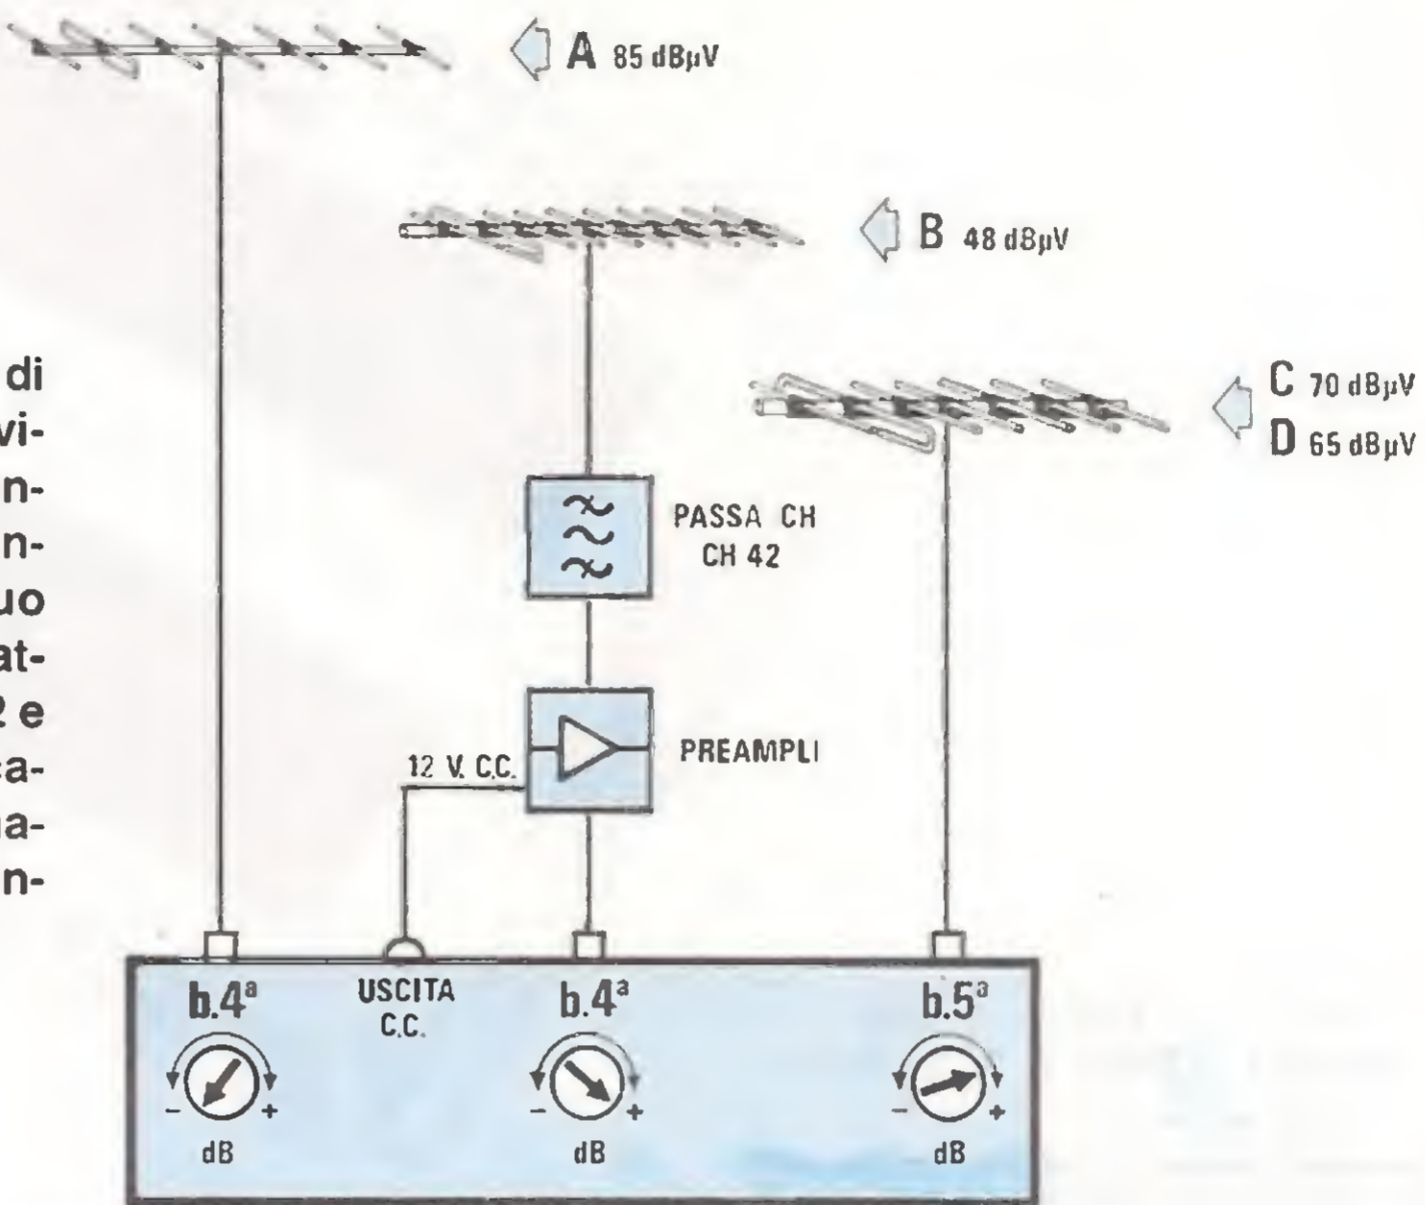 A 85 dBµV
B 48 dBµV
C 70 dBµV
D 65 dBµV
di
vi-
n-
n-
uo
at-
2 e
ca-
na-
n-
PASSA CH
CH 42
PREAMPLI
12 V. C.C.
b.4ª
USCITA
C.C.
b.4ª
b.5ª
- +
- +
- +
dB
dB
dB